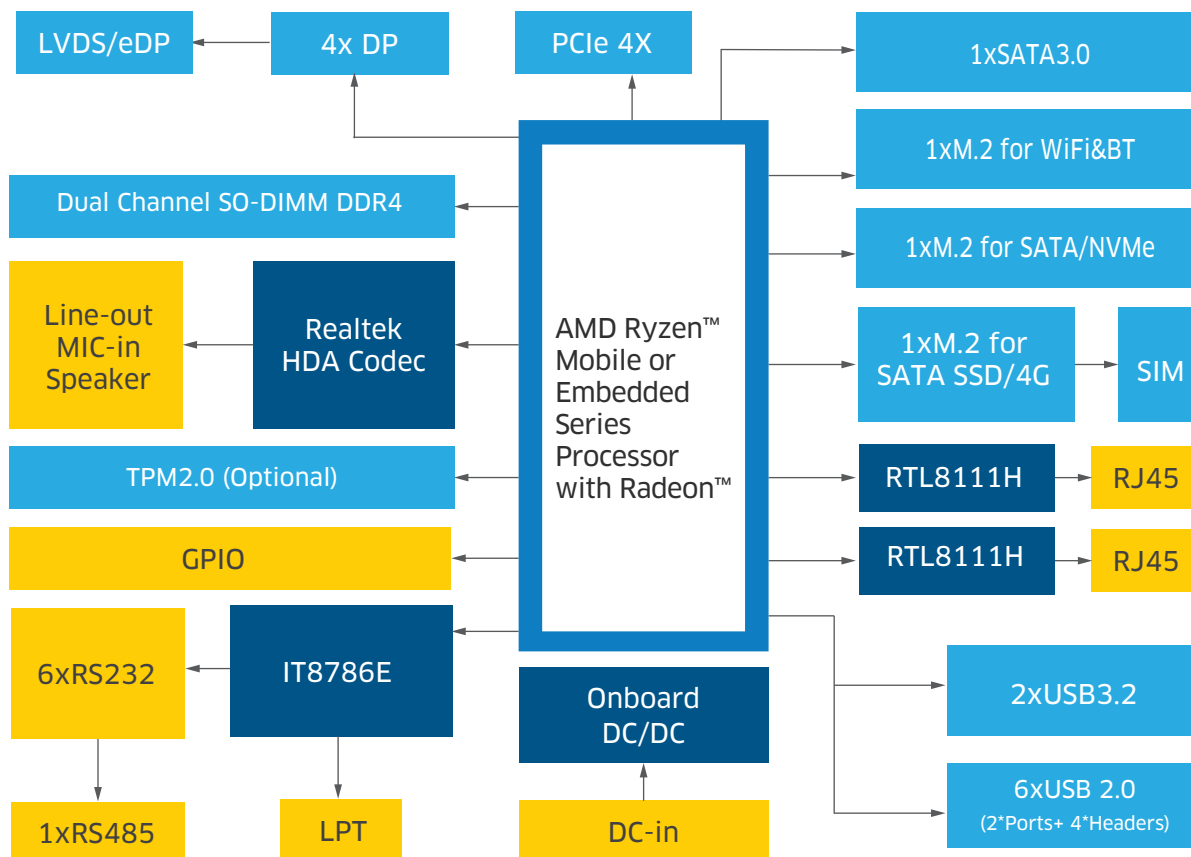 LVDS/eDP
4x DP
PCIe 4X
1xSATA3.0
1xM.2 for WiFi&BT
Dual Channel SO-DIMM DDR4
1xM.2 for SATA/NVMe
Line-out
MIC-in
Speaker
Realtek
HDA Codec
AMD Ryzen™
Mobile or
Embedded
Series
Processor
with Radeon™
1xM.2 for
SATA SSD/4G
SIM
TPM2.0 (Optional)
RTL8111H
RJ45
GPIO
RTL8111H
RJ45
6xRS232
IT8786E
Onboard
DC/DC
2xUSB3.2
1xRS485
LPT
DC-in
6xUSB 2.0
(2*Ports+ 4*Headers)